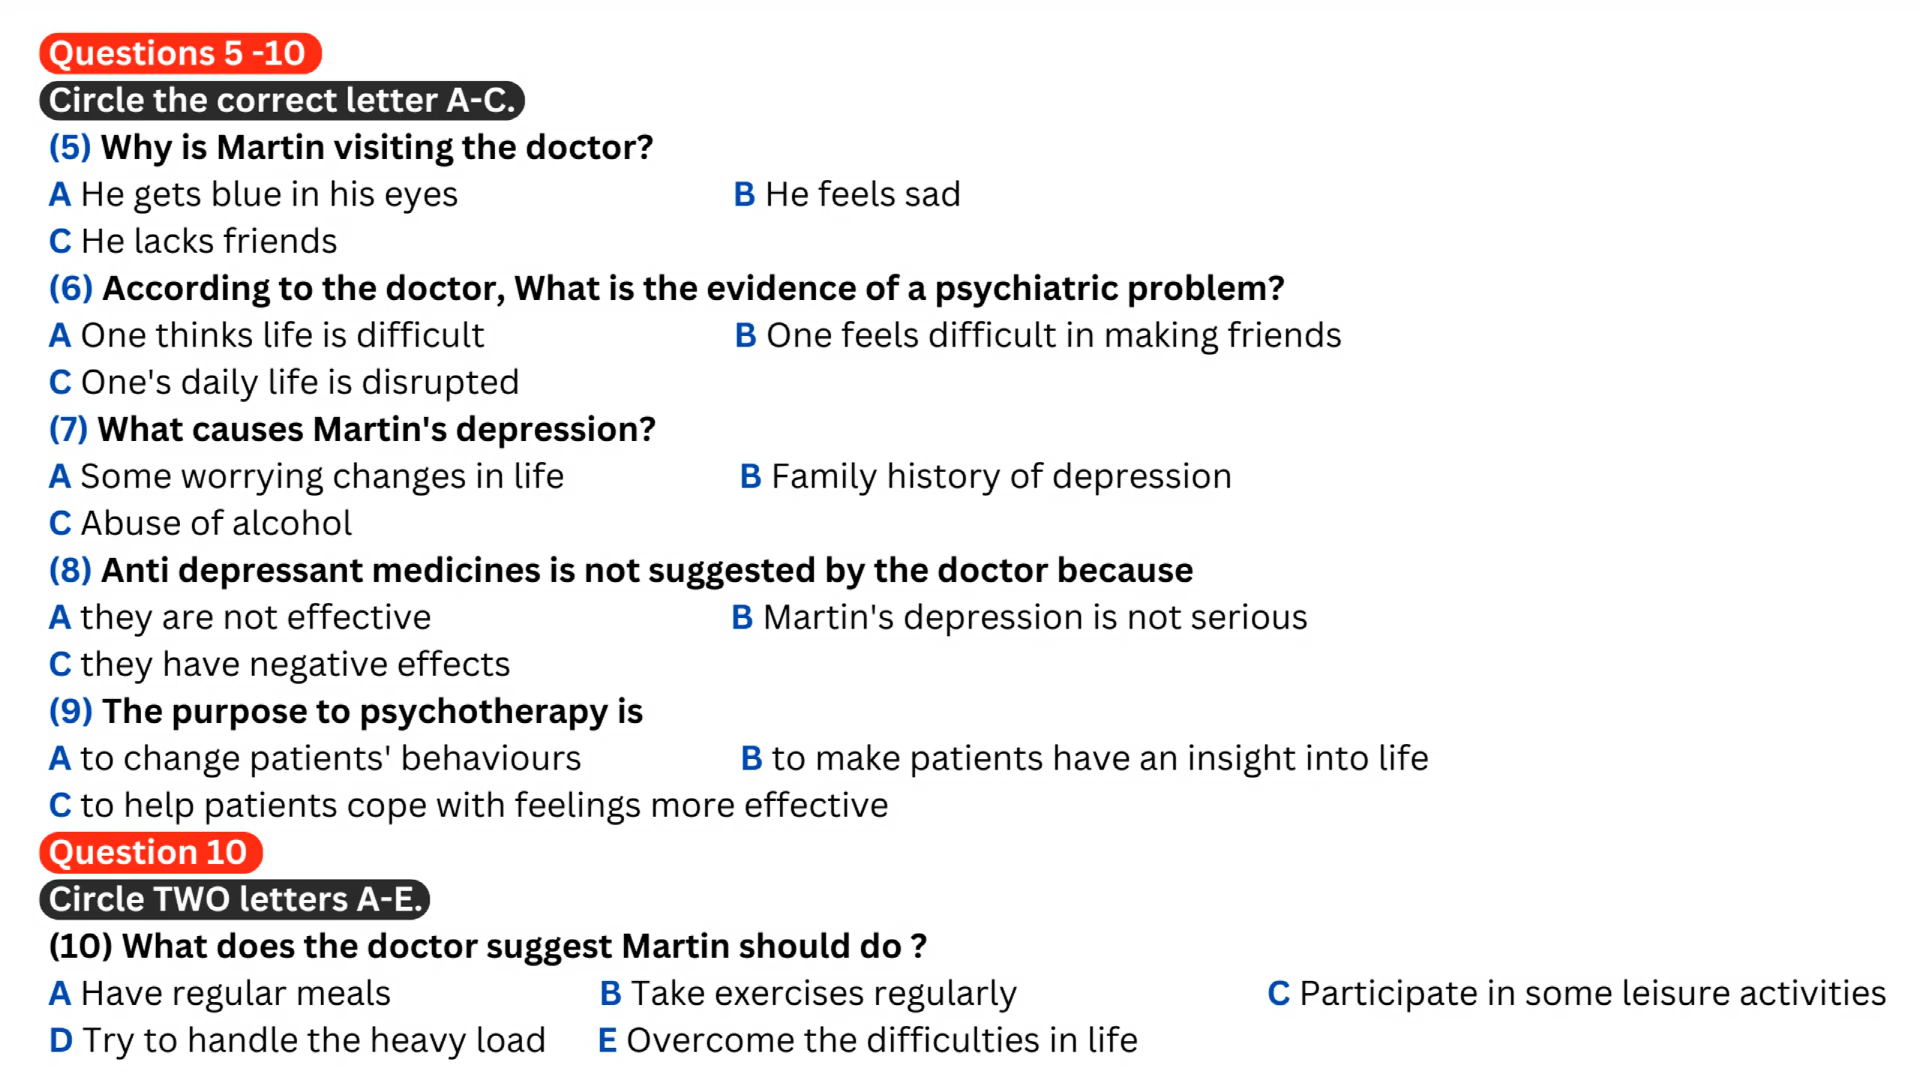 Questions 5 -10
Circle the correct letter A-C.
(5) Why is Martin visiting the doctor?
A He gets blue in his eyes B He feels sad
C He lacks friends
(6) According to the doctor, What is the evidence of a psychiatric problem?
A One thinks life is difficult B One feels difficult in making friends
C One's daily life is disrupted
(7) What causes Martin's depression?
A Some worrying changes in life B Family history of depression
C Abuse of alcohol
(8) Anti depressant medicines is not suggested by the doctor because
A they are not effective B Martin's depression is not serious
C they have negative effects
(9) The purpose to psychotherapy is
A to change patients' behaviours B to make patients have an insight into life
C to help patients cope with feelings more effective
Question 10
Circle TWO letters A-E.
(10) What does the doctor suggest Martin should do ?
A Have regular meals B Take exercises regularly C Participate in some leisure activities
D Try to handle the heavy load E Overcome the difficulties in life